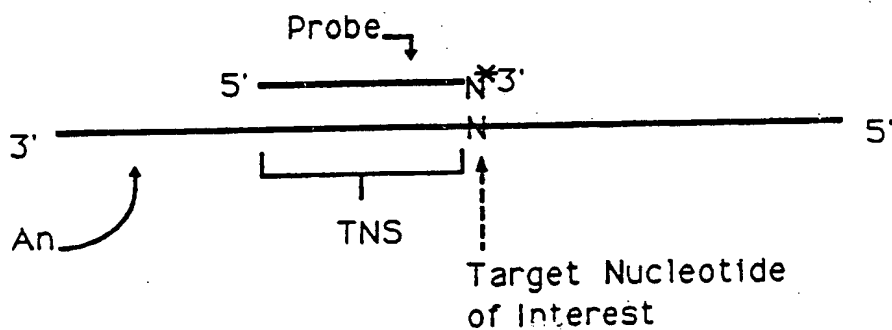 Probe
5' N*3'
3' N 5'
An
TNS
Target Nucleotide
of Interest